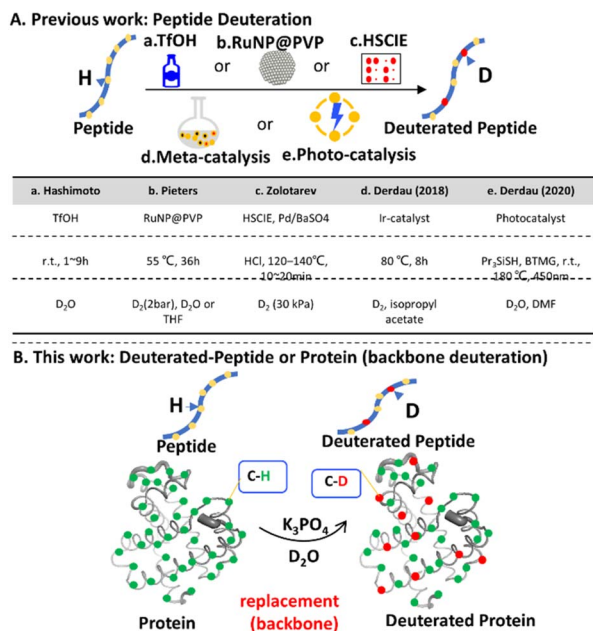 A. Previous work: Peptide Deuteration
a.TfOH b.RuNP@PVP c.HSCIE
H or or D
Peptide or Deuterated Peptide
d.Meta-catalysis e.Photo-catalysis
a. Hashimoto b. Pieters c. Zolotarev d. Derdau (2018) e. Derdau (2020)
TfOH RuNP@PVP HSCIE, Pd/BaSO4 Ir-catalyst Photocatalyst
r.t., 1~9h 55 ℃, 36h HCl, 120–140℃, 80 ℃, 8h Pr₃SiSH, BTMG, r.t.,
10~20min 180 ℃, 450nm
D₂O D₂(2bar), D₂O or D₂ (30 kPa) D₂, isopropyl D₂O, DMF
THF acetate
B. This work: Deuterated-Peptide or Protein (backbone deuteration)
H D
Peptide Deuterated Peptide
C-H C-D
K₃PO₄
D₂O
replacement
(backbone)
Protein Deuterated Protein